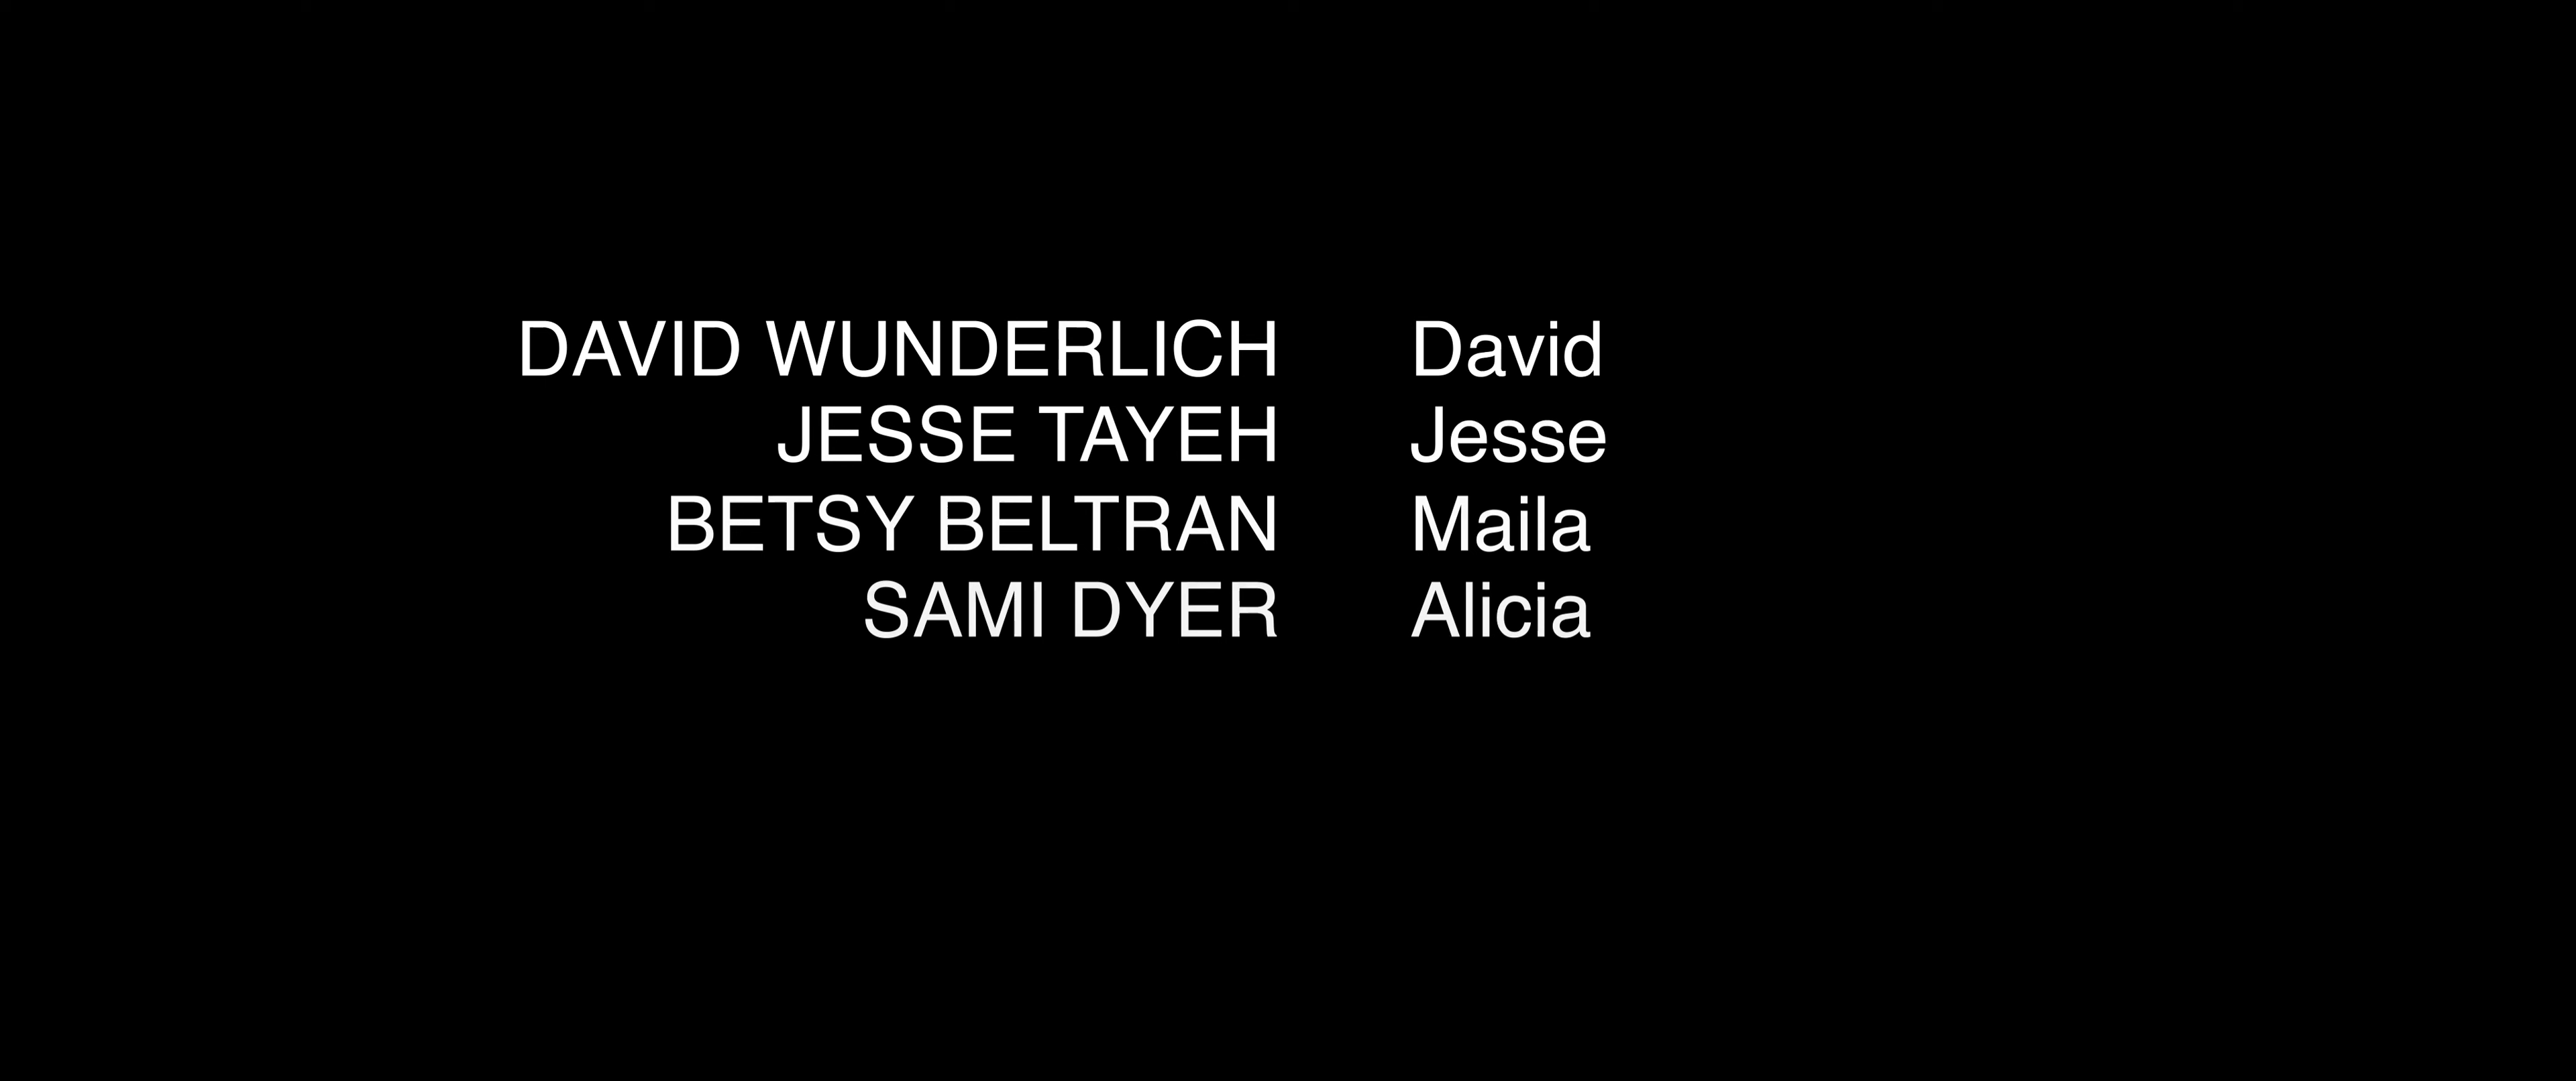 DAVID WUNDERLICH David
JESSE TAYEH Jesse
BETSY BELTRAN Maila
SAMI DYER Alicia